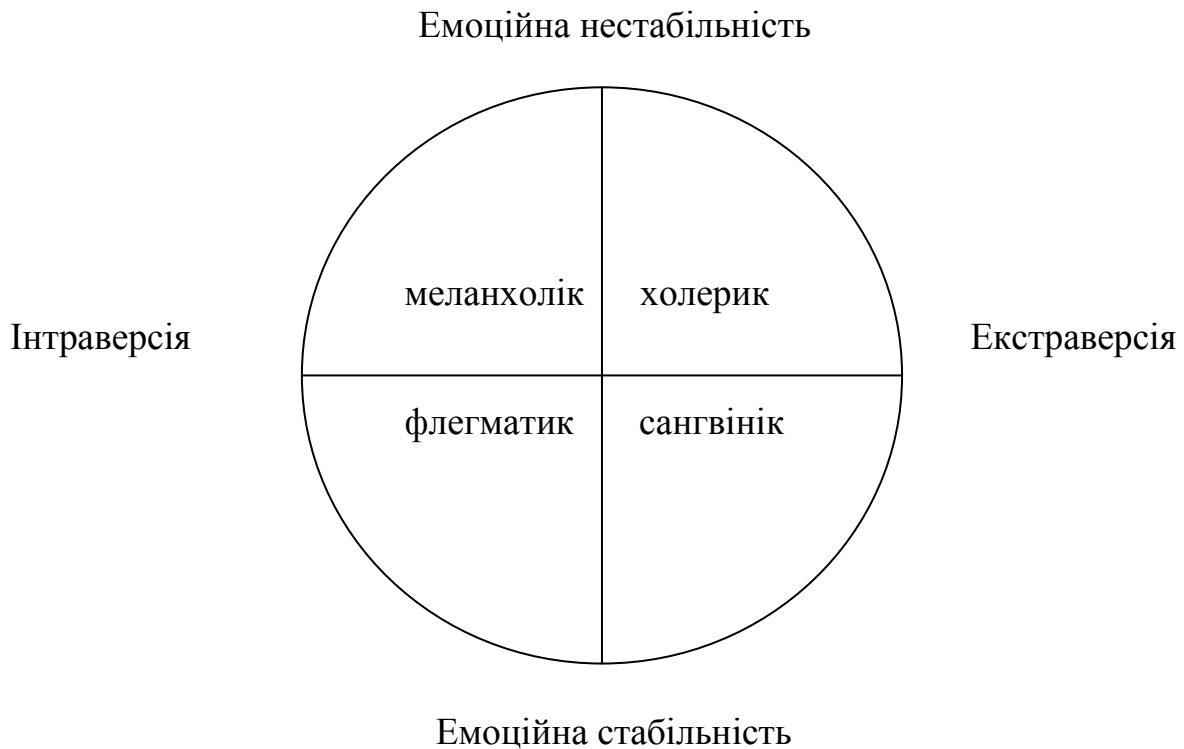 Емоційна нестабільність
меланхолік холерик
Інтраверсія Екстраверсія
флегматик сангвінік
Емоційна стабільність